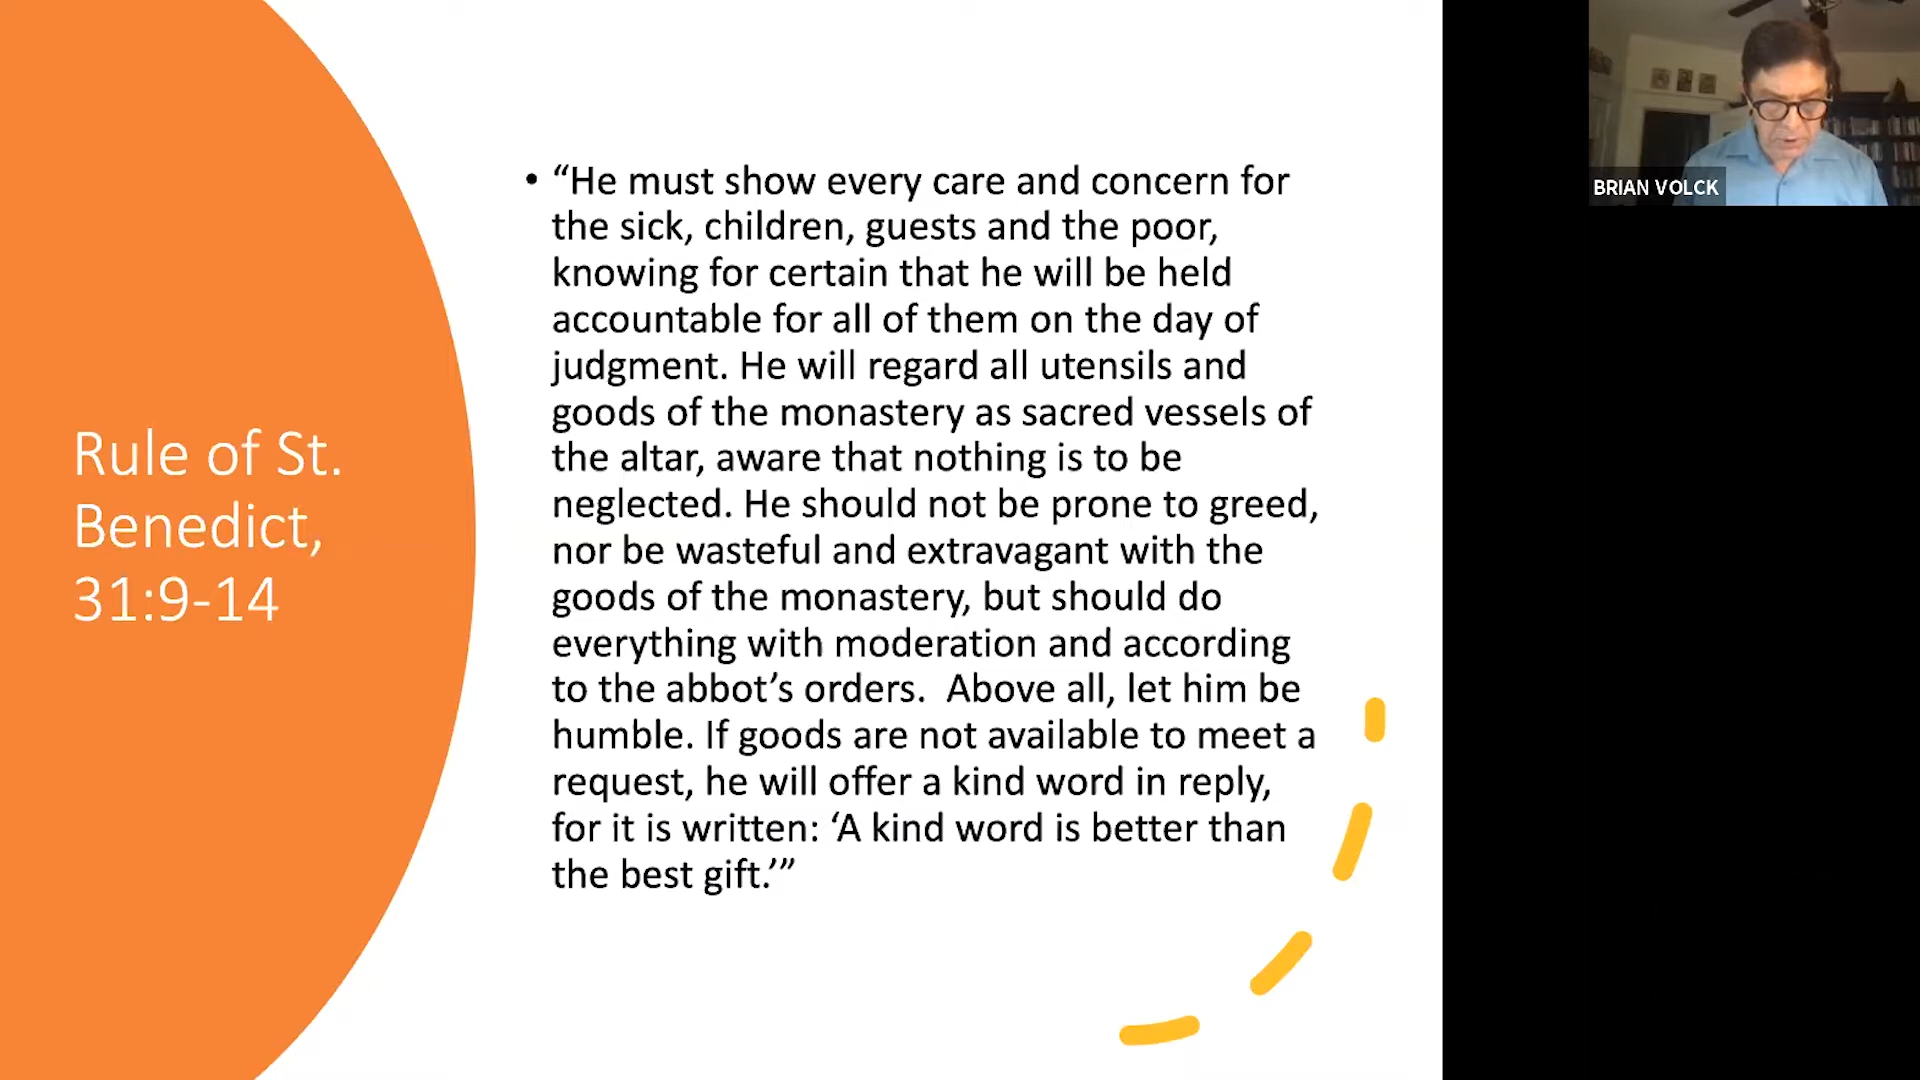 Rule of St.
Benedict,
31:9-14
• “He must show every care and concern for
the sick, children, guests and the poor,
knowing for certain that he will be held
accountable for all of them on the day of
judgment. He will regard all utensils and
goods of the monastery as sacred vessels of
the altar, aware that nothing is to be
neglected. He should not be prone to greed,
nor be wasteful and extravagant with the
goods of the monastery, but should do
everything with moderation and according
to the abbot’s orders.  Above all, let him be
humble. If goods are not available to meet a
request, he will offer a kind word in reply,
for it is written: ‘A kind word is better than
the best gift.’”
BRIAN VOLCK